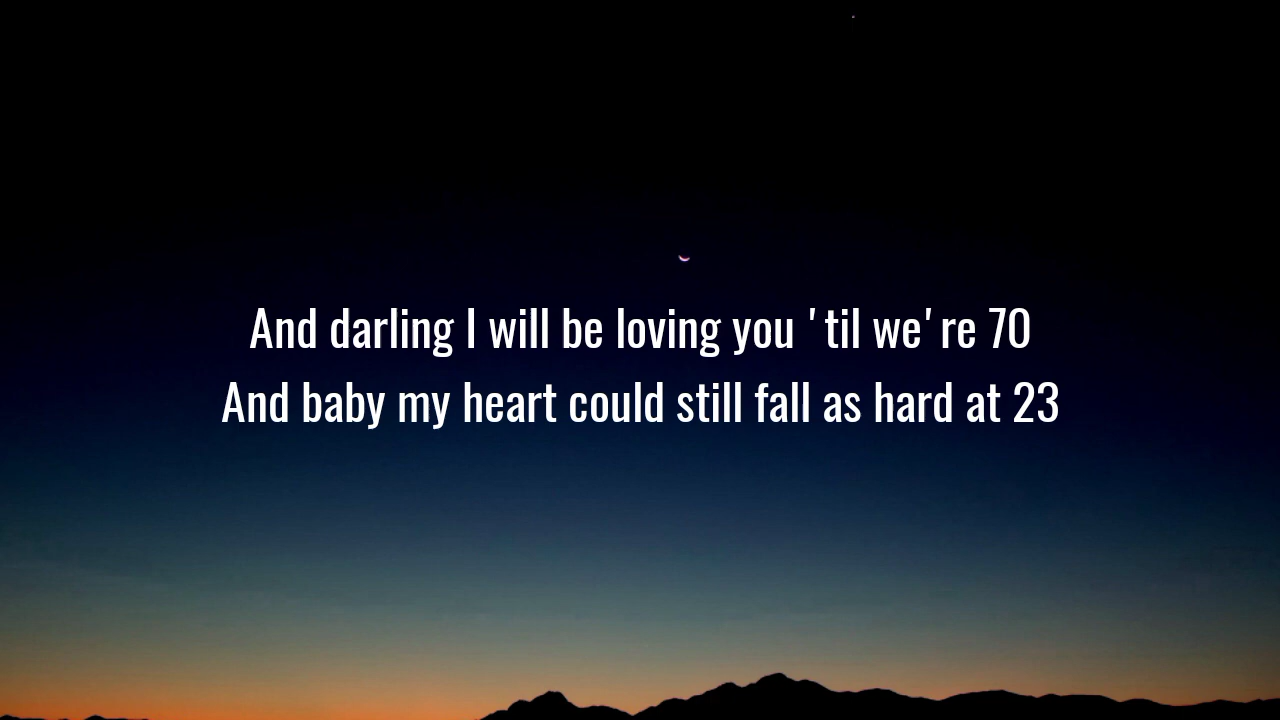 And darling I will be loving you 'til we're 70
And baby my heart could still fall as hard at 23